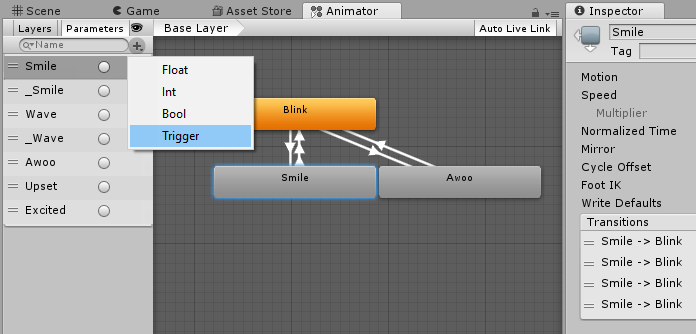 Scene Game Asset Store Animator Inspector
Layers Parameters Base Layer Auto Live Link
Smile
Tag
Name
Smile
_Smile
Wave
_Wave
Awoo
Upset
Excited
Float
Int
Bool
Trigger
Blink
Smile
Awoo
Motion
Speed
Multiplier
Normalized Time
Mirror
Cycle Offset
Foot IK
Write Defaults
Transitions
Smile -> Blink
Smile -> Blink
Smile -> Blink
Smile -> Blink